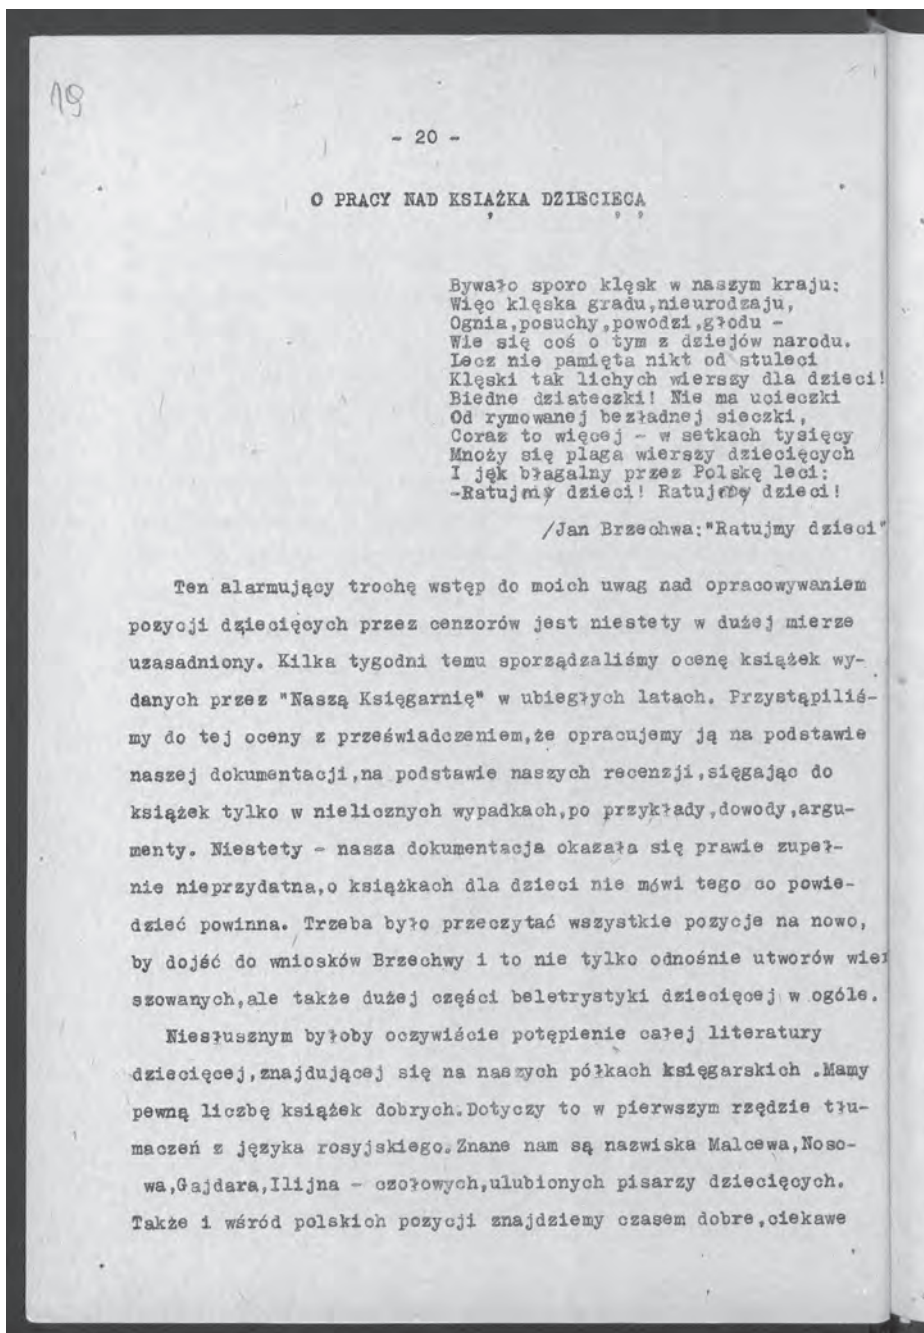 19
- 20 -
O PRACY NAD KSIĄŻKĄ DZIECIĘCĄ
Bywało sporo klęsk w naszym kraju:
Więc klęska gradu,nieurodzaju,
Ognia,posuchy,powodzi,głodu -
Wie się coś o tym z dziejów narodu.
Lecz nie pamięta nikt od stuleci
Klęski tak lichych wierszy dla dzieci!
Biedne dziateczki! Nie ma ucieczki
Od rymowanej bezładnej sieczki,
Coraz to więcej - w setkach tysięcy
Mnoży się plaga wierszy dziecięcych
I jęk błagalny przez Polskę leci:
-Ratujmy dzieci! Ratujmy dzieci!
/Jan Brzechwa:"Ratujmy dzieci"
Ten alarmujący trochę wstęp do moich uwag nad opracowywaniem
pozycji dziecięcych przez cenzorów jest niestety w dużej mierze
uzasadniony. Kilka tygodni temu sporządzaliśmy ocenę książek wy-
danych przez "Naszą Księgarnię" w ubiegłych latach. Przystąpiliś-
my do tej oceny z przeświadczeniem,że opracujemy ją na podstawie
naszej dokumentacji,na podstawie naszych recenzji,sięgając do
książek tylko w nielicznych wypadkach,po przykłady,dowody,argu-
menty. Niestety - nasza dokumentacja okazała się prawie zupeł-
nie nieprzydatna,o książkach dla dzieci nie mówi tego co powie-
dzieć powinna. Trzeba było przeczytać wszystkie pozycje na nowo,
by dojść do wniosków Brzechwy i to nie tylko odnośnie utworów wier
szowanych,ale także dużej części beletrystyki dziecięcej w ogóle.
Niesłusznym byłoby oczywiście potępienie całej literatury
dziecięcej,znajdującej się na naszych półkach księgarskich .Mamy
pewną liczbę książek dobrych.Dotyczy to w pierwszym rzędzie tłu-
maczeń z języka rosyjskiego.Znane nam są nazwiska Malcewa,Noso-
wa,Gajdara,Ilijna - czołowych,ulubionych pisarzy dziecięcych.
Także i wśród polskich pozycji znajdziemy czasem dobre,ciekawe